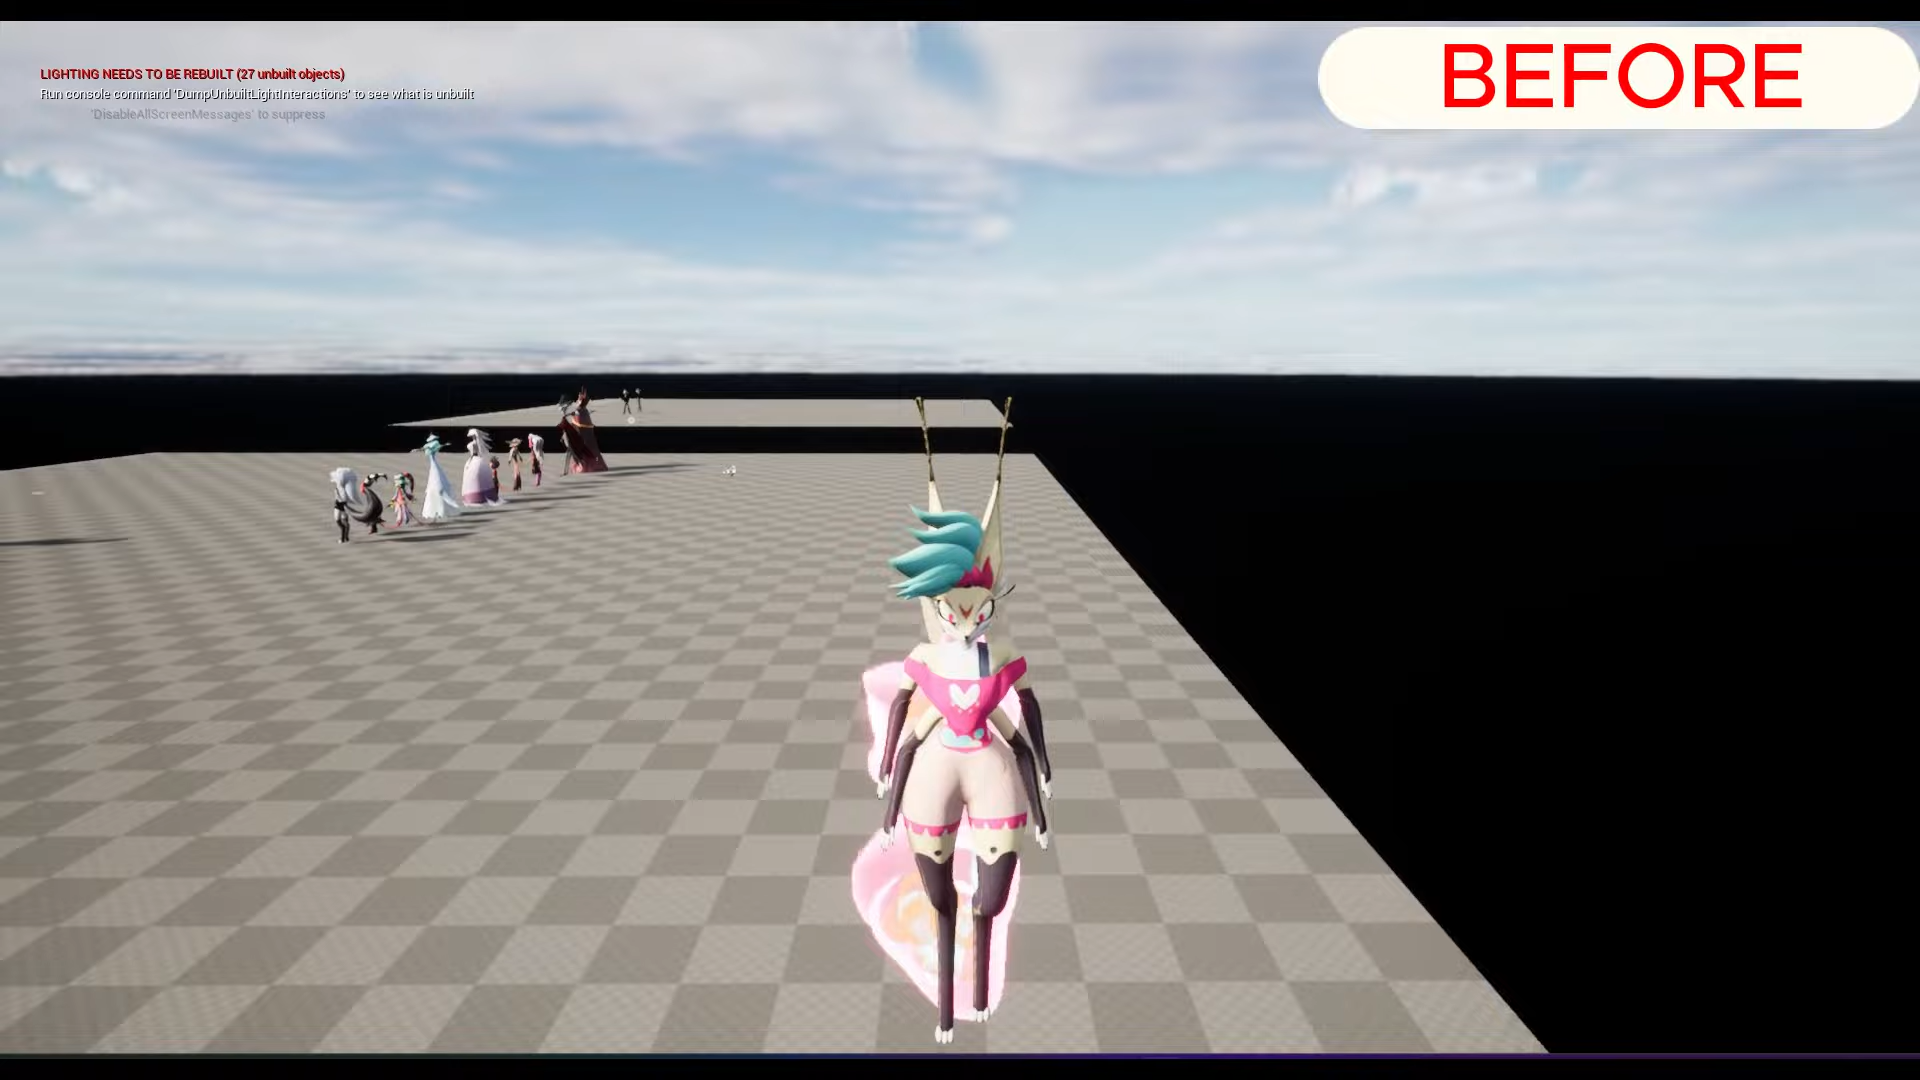 LIGHTING NEEDS TO BE REBUILT (27 unbuilt objects)
Run console command 'DumpUnbuiltLightInteractions' to see what is unbuilt
'DisableAllScreenMessages' to suppress
BEFORE